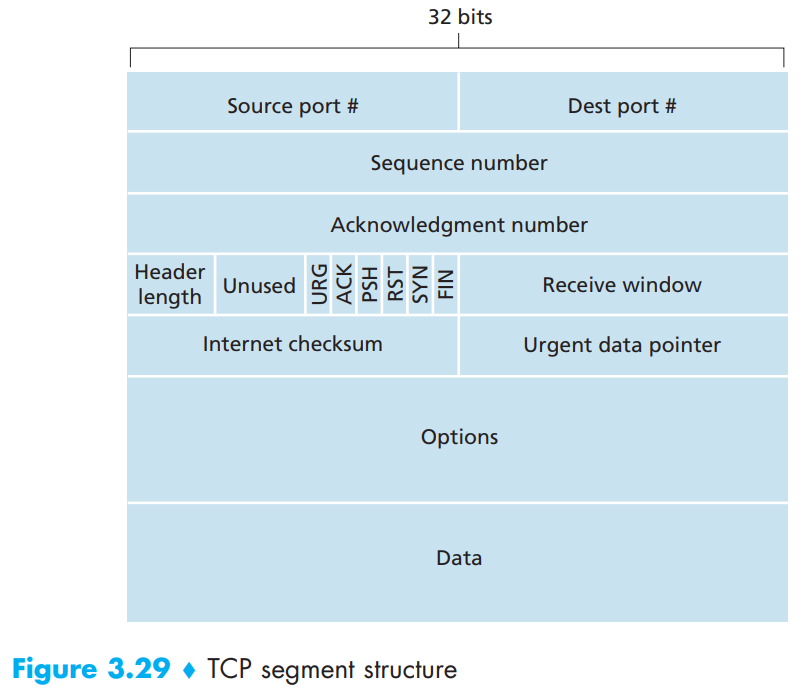 32 bits
Source port #
Dest port #
Sequence number
Acknowledgment number
Header
length
Unused
URG
ACK
PSH
RST
SYN
FIN
Receive window
Internet checksum
Urgent data pointer
Options
Data
Figure 3.29 ♦ TCP segment structure